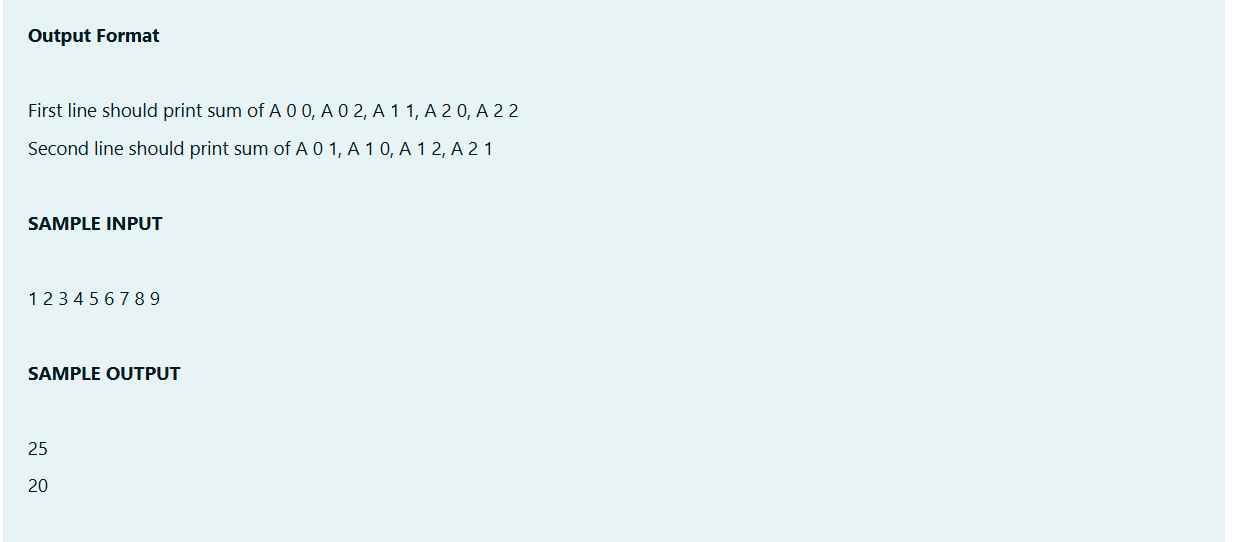 Output Format
First line should print sum of A 0 0, A 0 2, A 1 1, A 2 0, A 2 2
Second line should print sum of A 0 1, A 1 0, A 1 2, A 2 1
SAMPLE INPUT
1 2 3 4 5 6 7 8 9
SAMPLE OUTPUT
25
20